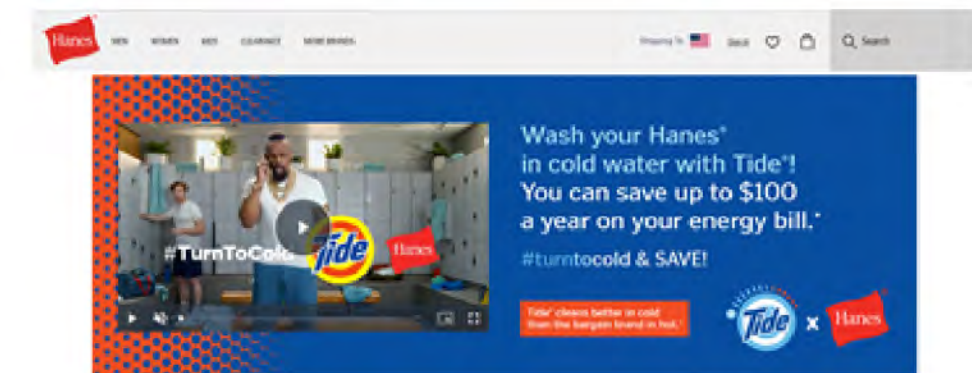 Hanes
MEN WOMEN KIDS CLEARANCE MORE BRANDS
Shipping To
Search
Wash your Hanes®
in cold water with Tide®!
You can save up to $100
a year on your energy bill.*
#turntocold & SAVE!
#TurnToCold
Tide
Hanes
Tide® cleans better in cold
than the bargain brand in hot.
Tide x Hanes